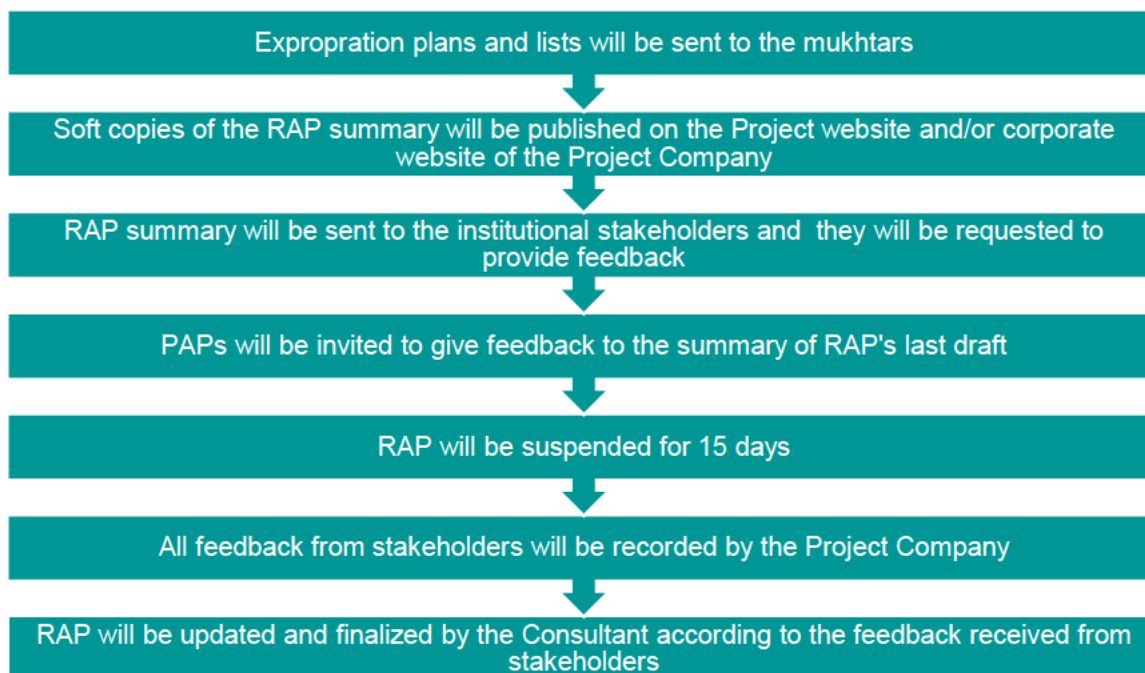 Expropration plans and lists will be sent to the mukhtars
Soft copies of the RAP summary will be published on the Project website and/or corporate
website of the Project Company
RAP summary will be sent to the institutional stakeholders and they will be requested to
provide feedback
PAPs will be invited to give feedback to the summary of RAP's last draft
RAP will be suspended for 15 days
All feedback from stakeholders will be recorded by the Project Company
RAP will be updated and finalized by the Consultant according to the feedback received from
stakeholders